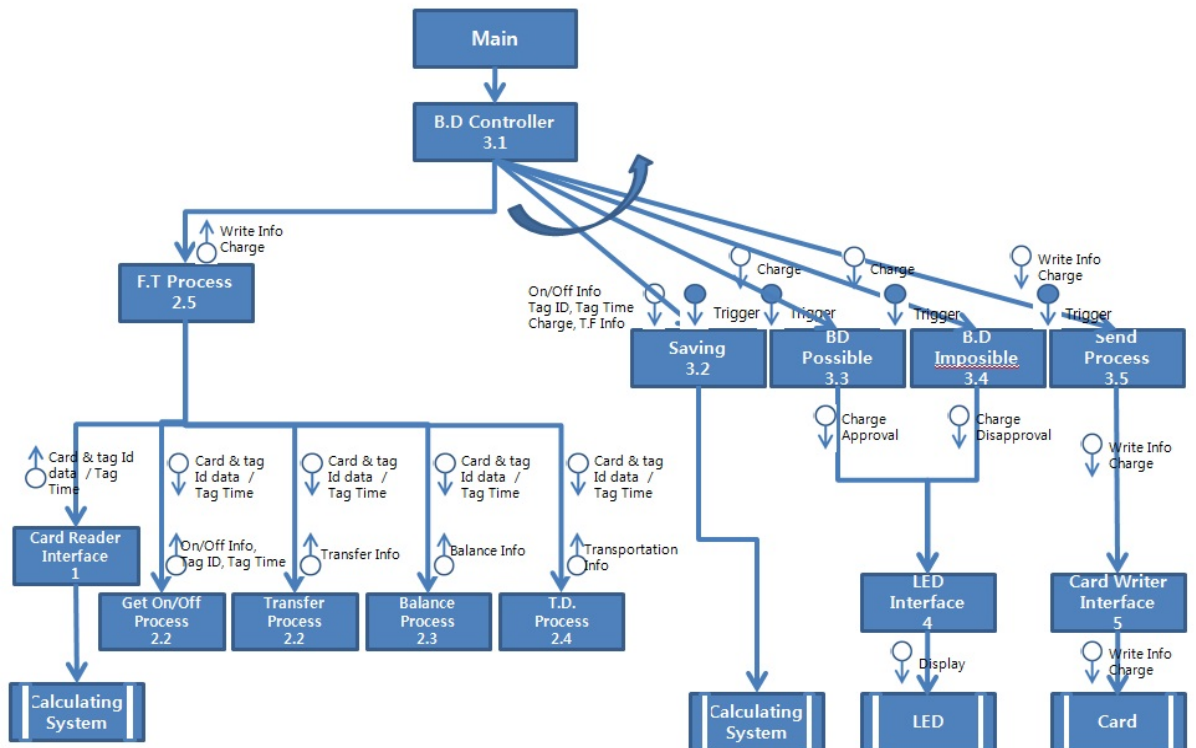 Main
B.D Controller
3.1
Write Info
Charge
F.T Process
2.5
On/Off Info
Tag ID, Tag Time
Charge, T.F Info
Trigger
Charge
Trigger
Charge
Trigger
Write Info
Charge
Trigger
Saving
3.2
BD
Possible
3.3
B.D
Imposible
3.4
Send
Process
3.5
Charge
Approval
Charge
Disapproval
Write Info
Charge
Card & tag Id
data / Tag
Time
Card & tag
Id data /
Tag Time
Card & tag
Id data /
Tag Time
Card & tag
Id data /
Tag Time
Card & tag
Id data /
Tag Time
Card Reader
Interface
1
On/Off Info,
Tag ID, Tag Time
Transfer Info
Balance Info
Transportation
Info
Get On/Off
Process
2.2
Transfer
Process
2.2
Balance
Process
2.3
T.D.
Process
2.4
LED
Interface
4
Card Writer
Interface
5
Display
Write Info
Charge
Calculating
System
Calculating
System
LED
Card